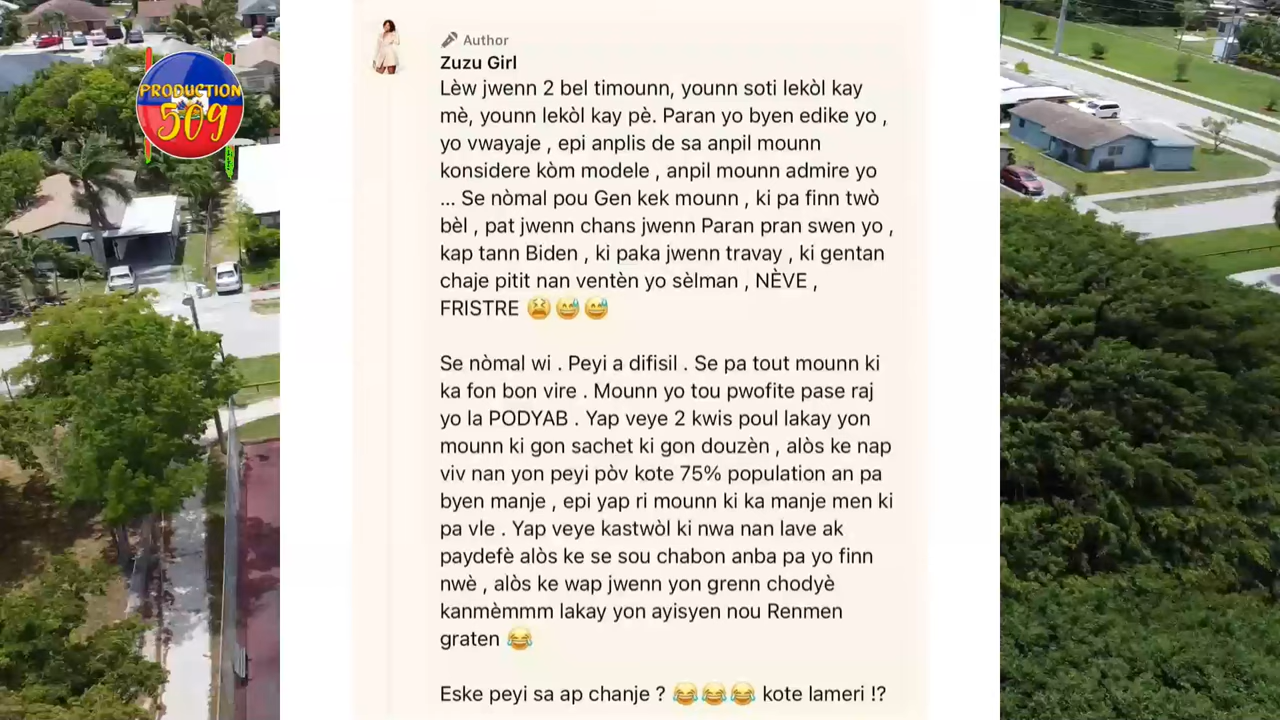 PRODUCTION
509
Author
Zuzu Girl
Lèw jwenn 2 bel timounn, younn soti lekòl kay
mè, younn lekòl kay pè. Paran yo byen edike yo ,
yo vwayaje , epi anplis de sa anpil mounn
konsidere kòm modele , anpil mounn admire yo
... Se nòmal pou Gen kek mounn , ki pa finn twò
bèl , pat jwenn chans jwenn Paran pran swen yo ,
kap tann Biden , ki paka jwenn travay , ki gentan
chaje pitit nan ventèn yo sèlman , NÈVE ,
FRISTRE 😫😅😅
Se nòmal wi . Peyi a difisil . Se pa tout mounn ki
ka fon bon vire . Mounn yo tou pwofite pase raj
yo la PODYAB . Yap veye 2 kwis poul lakay yon
mounn ki gon sachet ki gon douzèn , alòs ke nap
viv nan yon peyi pòv kote 75% population an pa
byen manje , epi yap ri mounn ki ka manje men ki
pa vle . Yap veye kastwòl ki nwa nan lave ak
paydefè alòs ke se sou chabon anba pa yo finn
nwè , alòs ke wap jwenn yon grenn chodyè
kanmèmmm lakay yon ayisyen nou Renmen
graten 😂
Eske peyi sa ap chanje ? 😂😂😂 kote lameri !?